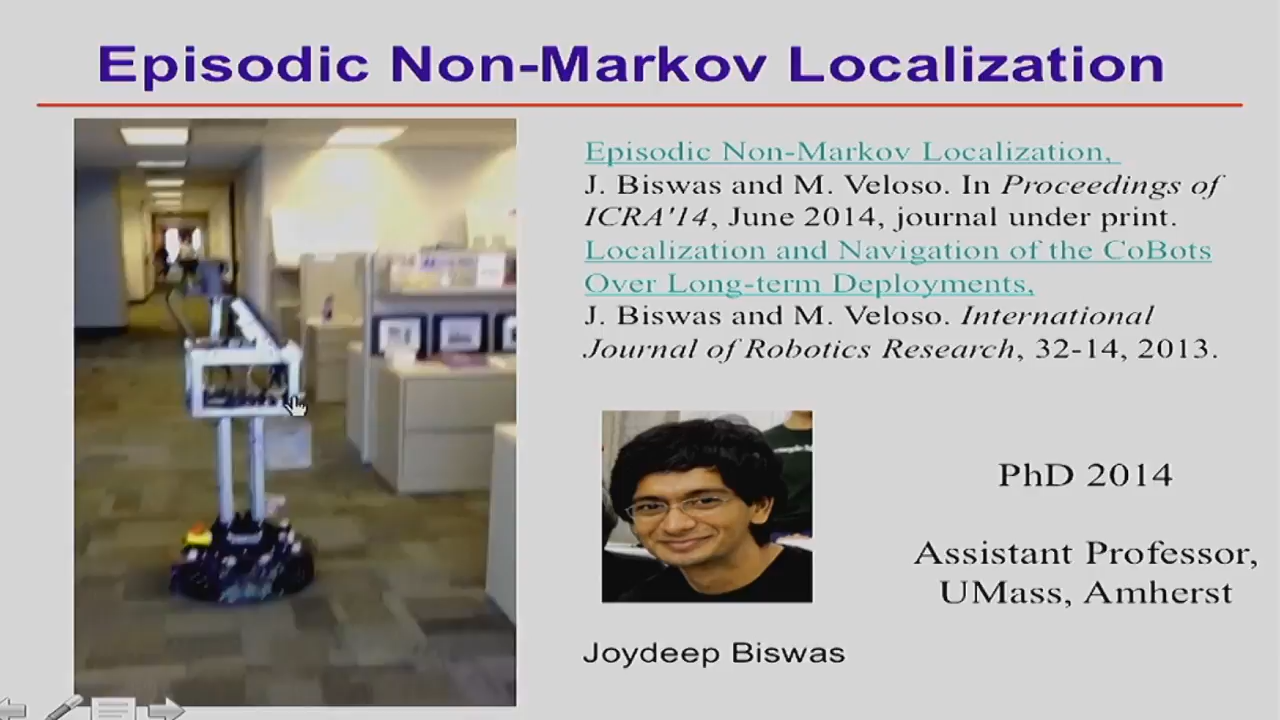 Episodic Non-Markov Localization
Episodic Non-Markov Localization,
J. Biswas and M. Veloso. In Proceedings of
ICRA'14, June 2014, journal under print.
Localization and Navigation of the CoBots
Over Long-term Deployments,
J. Biswas and M. Veloso. International
Journal of Robotics Research, 32-14, 2013.
PhD 2014
Assistant Professor,
UMass, Amherst
Joydeep Biswas